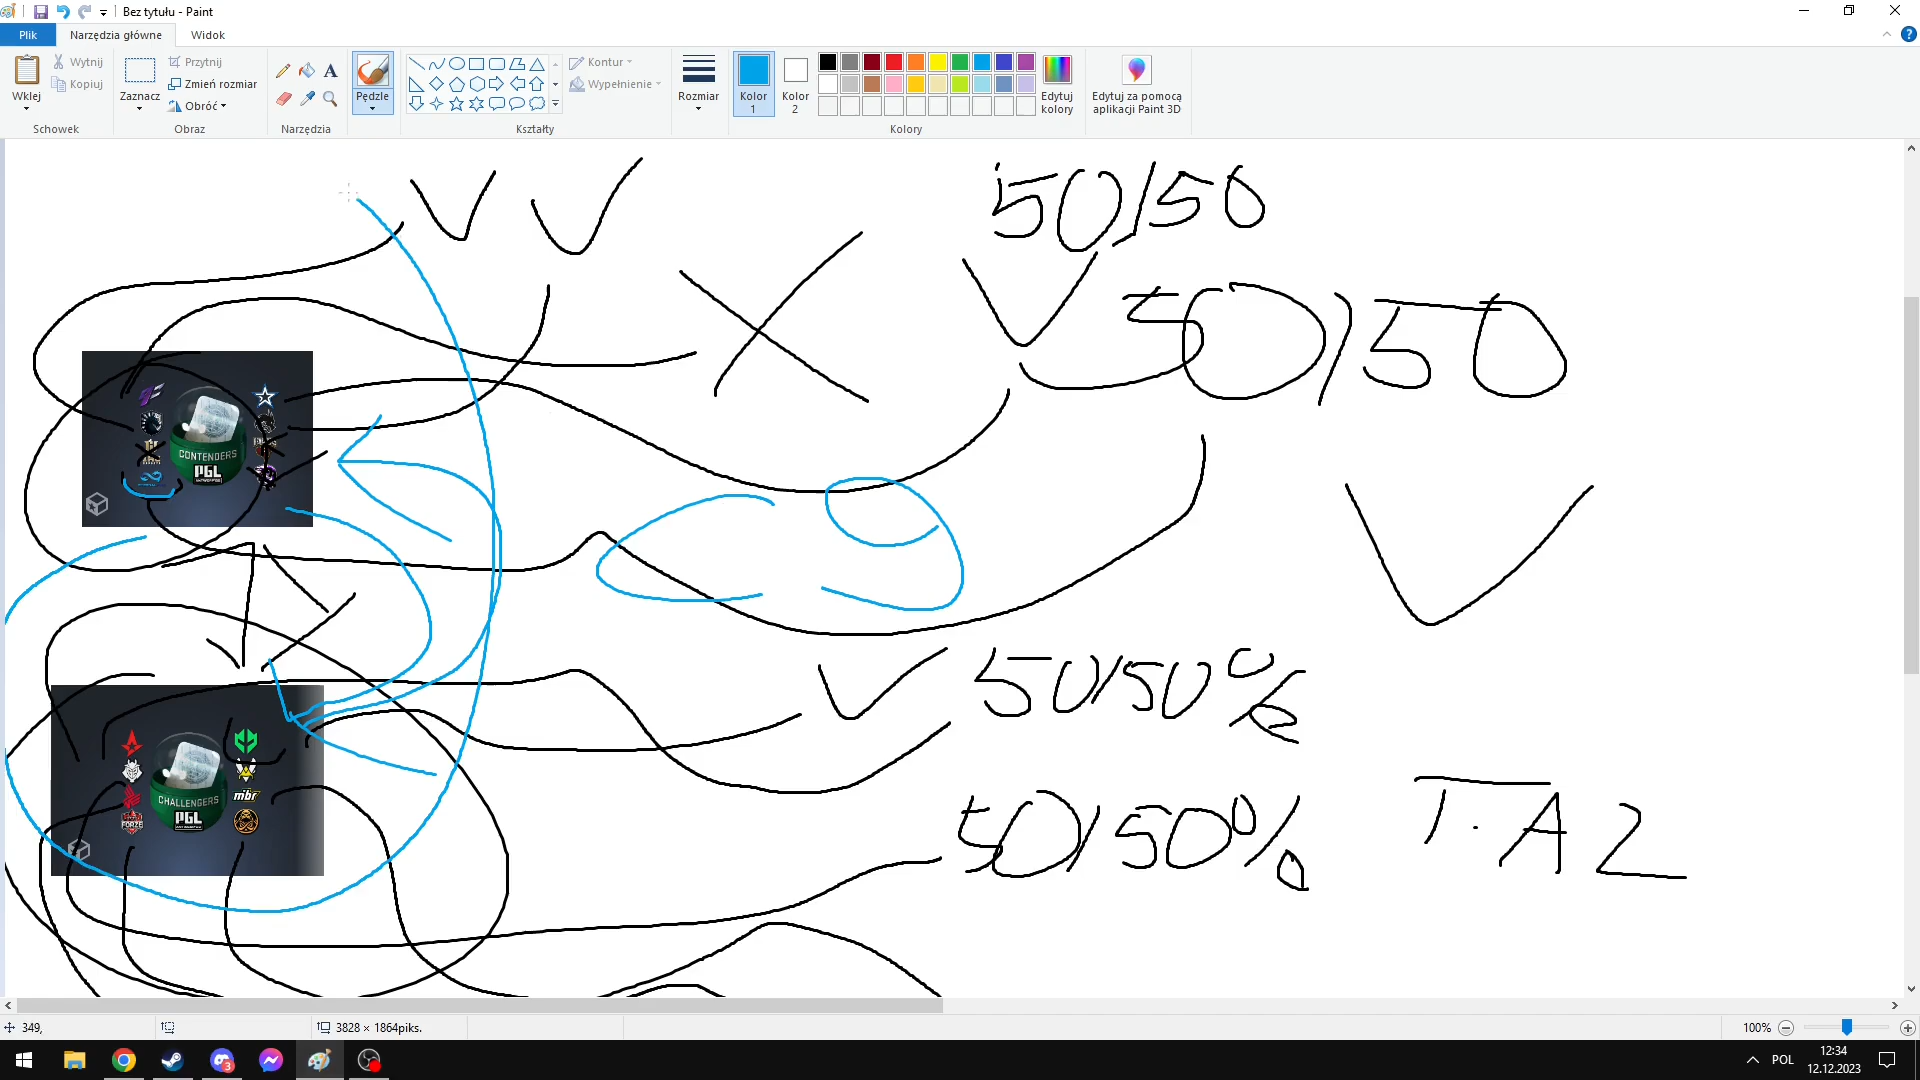 Bez tytułu - Paint
Plik Narzędzia główne Widok
Wklej Wytnij Kopiuj
Zaznacz Przytnij Zmień rozmiar Obróć
A
Pędzle
Kontur Wypełnienie
Rozmiar
Kolor 1
Kolor 2
Edytuj kolory
Edytuj za pomocą aplikacji Paint 3D
Schowek Obraz Narzędzia Kształty Kolory
50/50
50/50
CONTENDERS
PGL
50/50%
50/50%
T.A2
CHALLENGERS
PGL
mibr
FORZE
349,
3828 × 1864piks.
100%
3
POL
12:34
12.12.2023